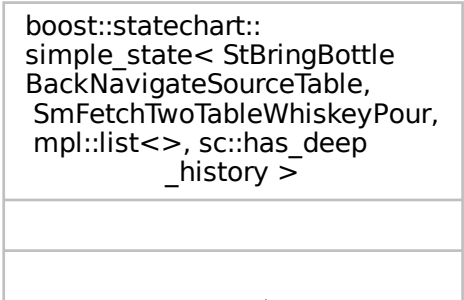 boost::statechart::
simple_state< StBringBottle
BackNavigateSourceTable,
SmFetchTwoTableWhiskeyPour,
mpl::list<>, sc::has_deep
_history >